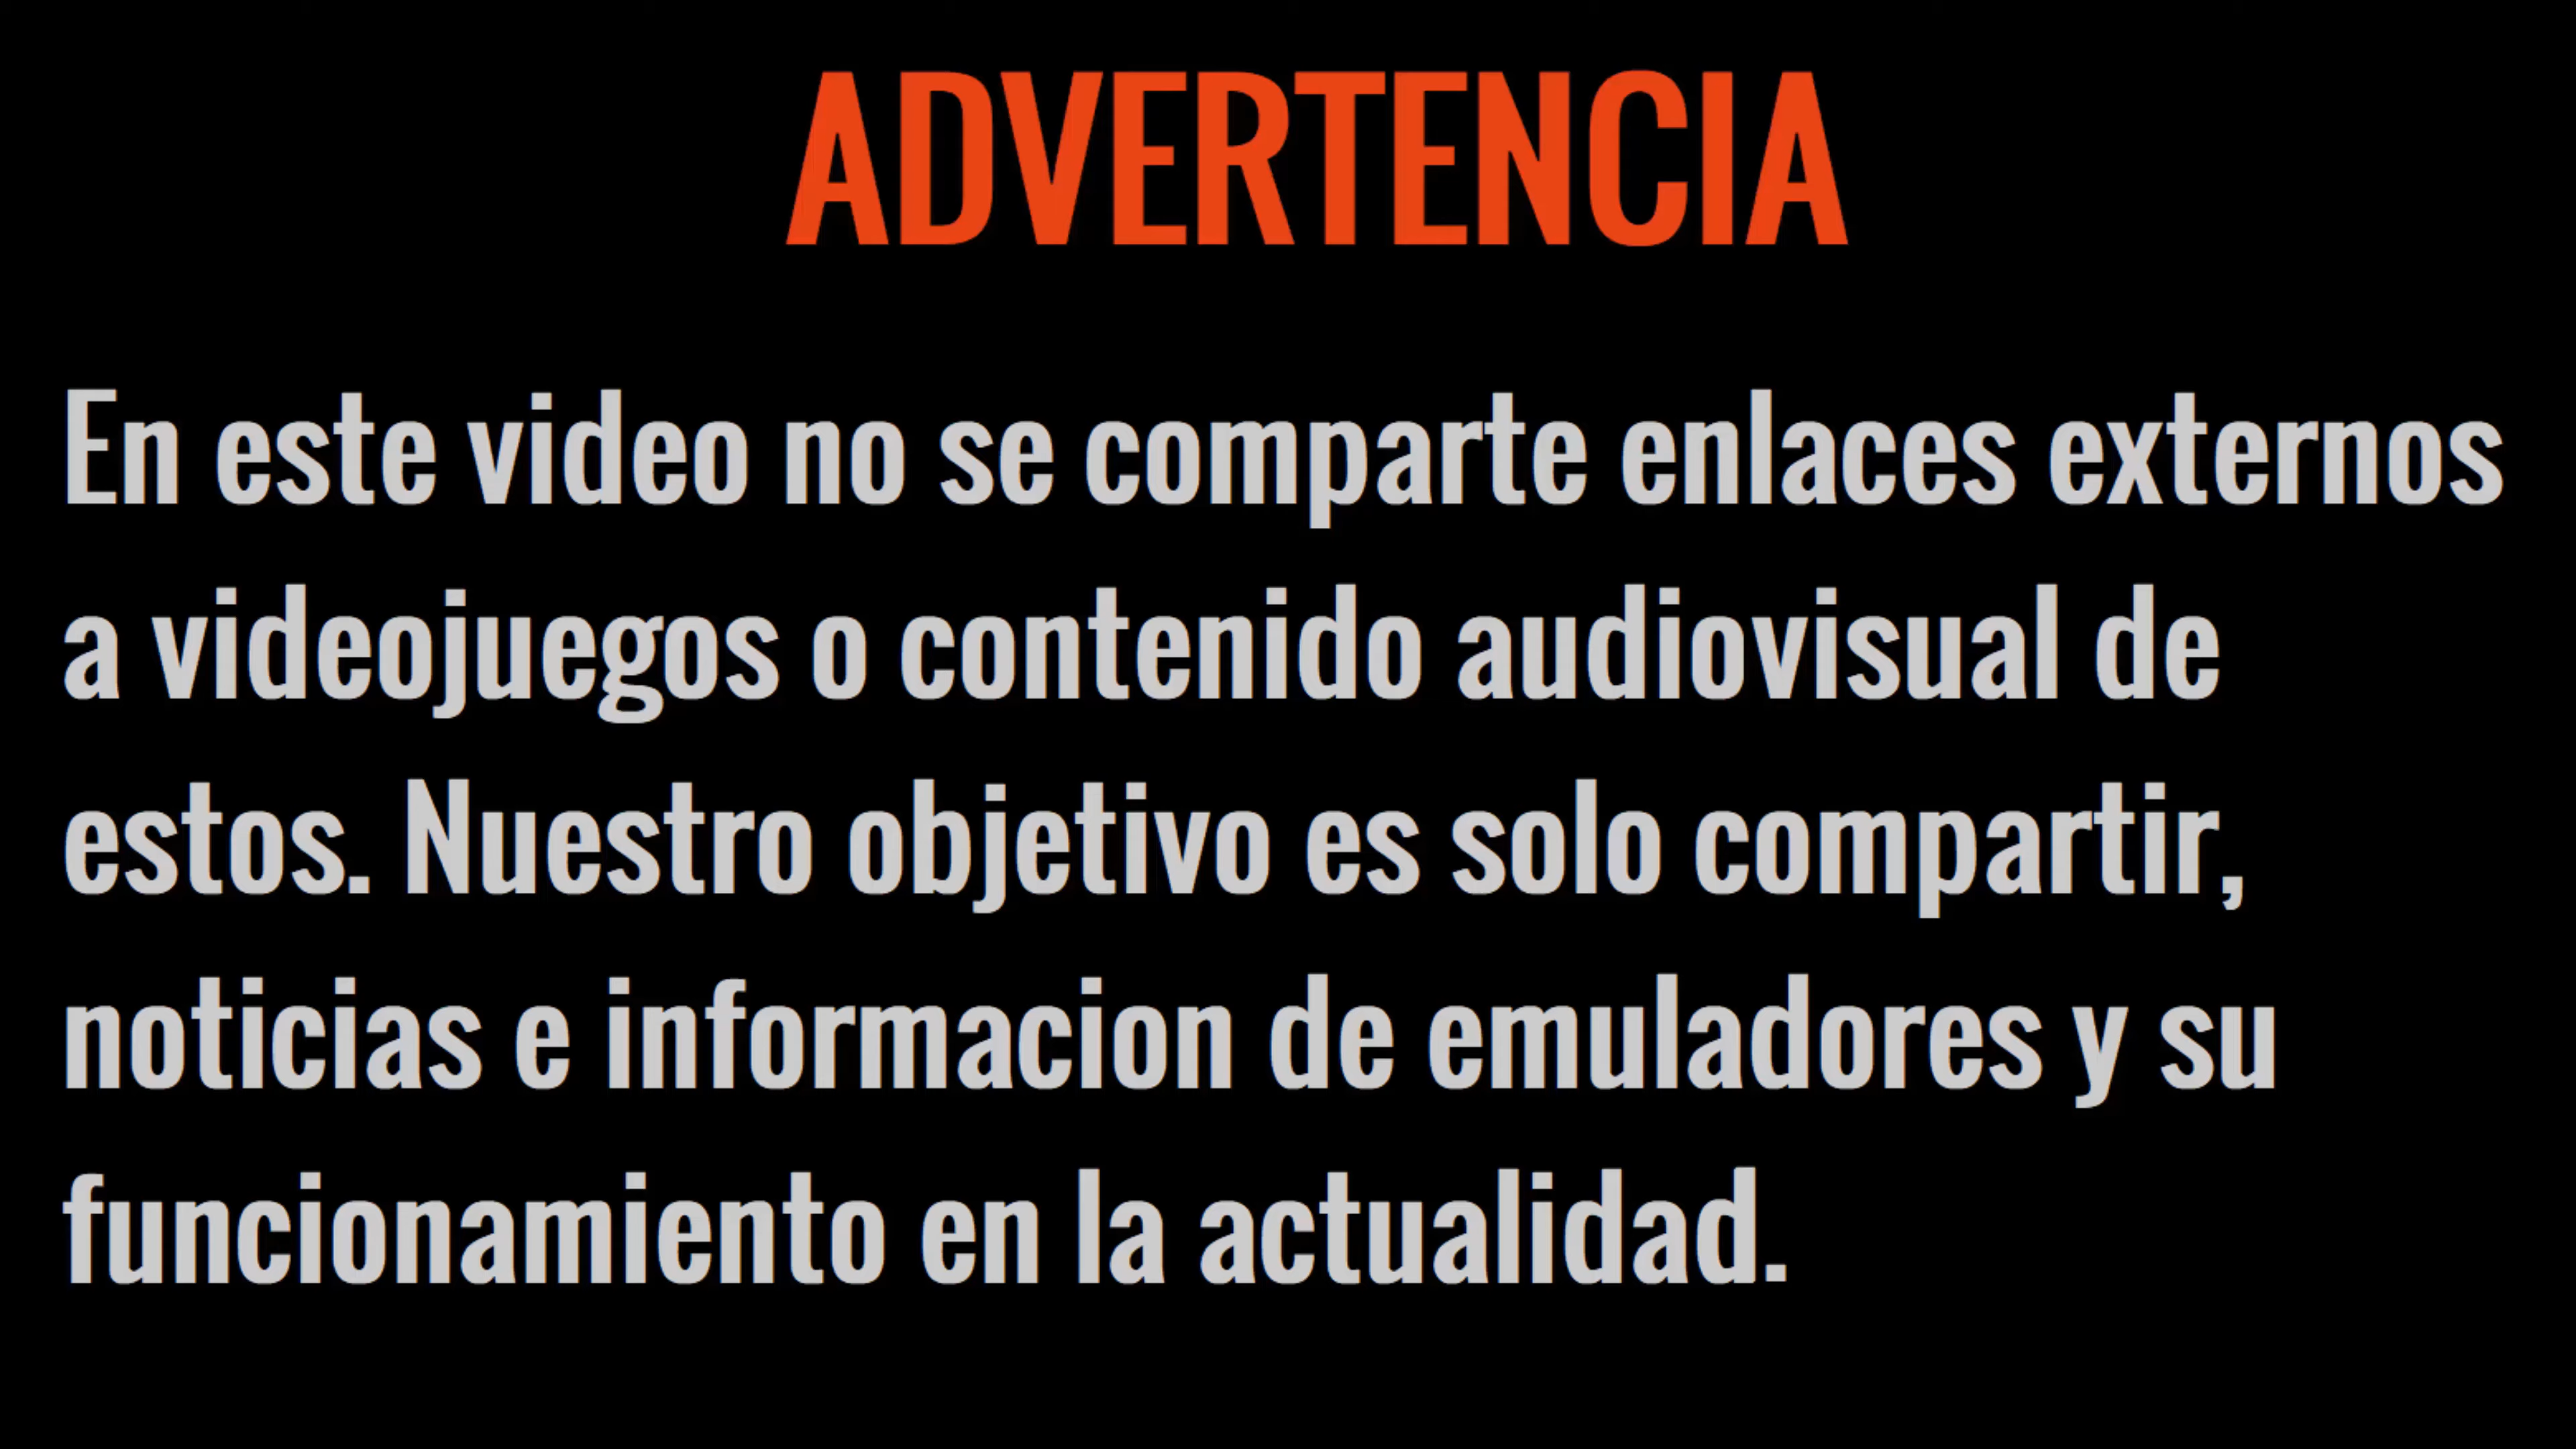 ADVERTENCIA
En este video no se comparte enlaces externos
a videojuegos o contenido audiovisual de
estos. Nuestro objetivo es solo compartir,
noticias e informacion de emuladores y su
funcionamiento en la actualidad.